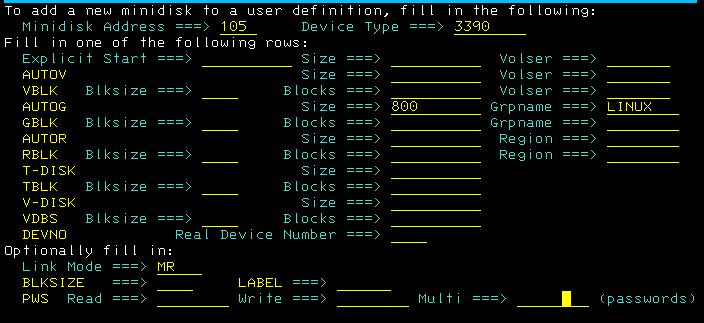 To add a new minidisk to a user definition, fill in the following:
Minidisk Address ===> 105 Device Type ===> 3390
Fill in one of the following rows:
Explicit Start ===> Size ===> Volser ===>
AUTOV Size ===> Volser ===>
VBLK Blksize ===> Blocks ===> Volser ===>
AUTOG Size ===> 800 Grpname ===> LINUX
GBLK Blksize ===> Blocks ===> Grpname ===>
AUTOR Size ===> Region ===>
RBLK Blksize ===> Blocks ===> Region ===>
T-DISK Size ===>
TBLK Blksize ===> Blocks ===>
V-DISK Size ===>
VDBS Blksize ===> Blocks ===>
DEVNO Real Device Number ===>
Optionally fill in:
Link Mode ===> MR
BLKSIZE ===> LABEL ===>
PWS Read ===> Write ===> Multi ===> (passwords)